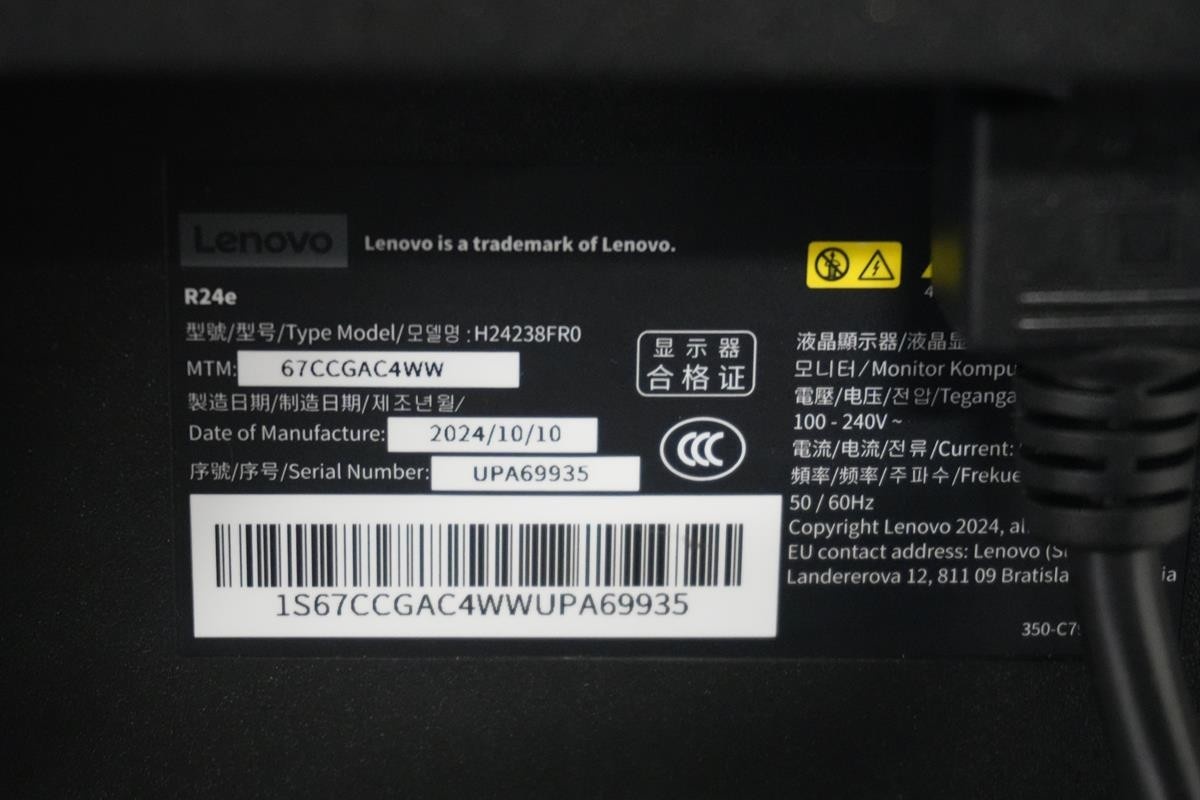 Lenovo
Lenovo is a trademark of Lenovo.
R24e
型號/型号/Type Model/모델명 : H24238FR0
MTM: 67CCGAC4WW
製造日期/制造日期/제조년월/
Date of Manufacture: 2024/10/10
序號/序号/Serial Number: UPA69935
1S67CCGAC4WWUPA69935
显示器
合格证
CCC
液晶顯示器/液晶显
모니터/Monitor Kompu
電壓/电压/전압/Teganga
100 - 240V ~
電流/电流/전류/Current:
頻率/频率/주파수/Frekue
50 / 60Hz
Copyright Lenovo 2024,
EU contact address: Lenovo
Landererova 12, 811 09 Bratisla
350-C7